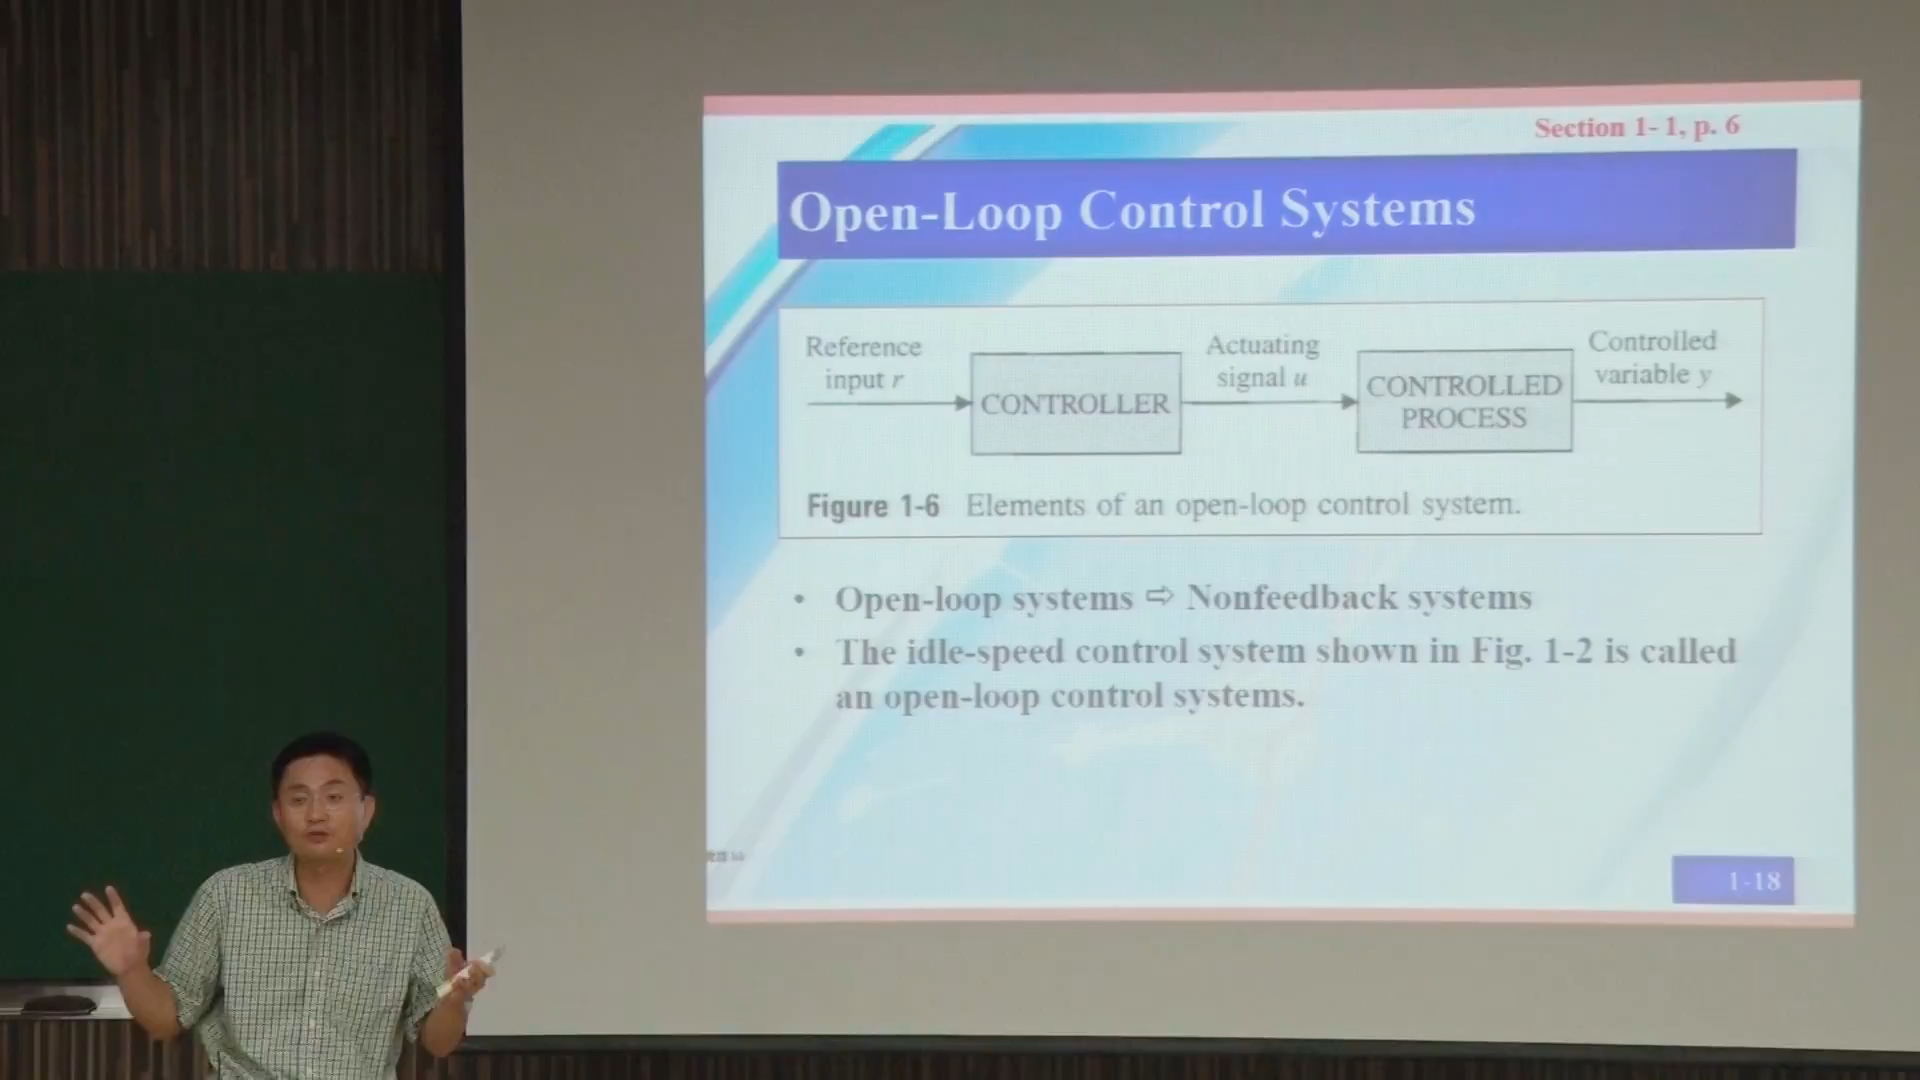 Section 1- 1, p. 6
Open-Loop Control Systems
Reference
input r
CONTROLLER
Actuating
signal u
CONTROLLED
PROCESS
Controlled
variable y
Figure 1-6 Elements of an open-loop control system.
• Open-loop systems ⇨ Nonfeedback systems
• The idle-speed control system shown in Fig. 1-2 is called
an open-loop control systems.
1-18